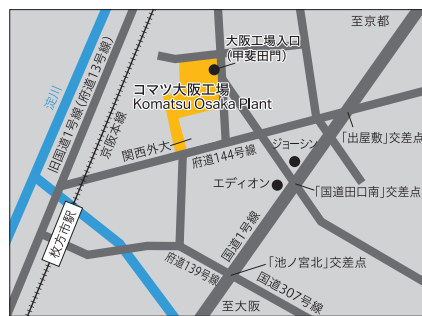 至京都
大阪工場入口
(甲斐田門)
コマツ大阪工場
Komatsu Osaka Plant
淀川
旧国道1号線(府道13号線)
京阪本線
関西外大
府道144号線
「出屋敷」交差点
ジョーシン
エディオン
「国道田口南」交差点
枚方市駅
国道1号線
府道139号線
「池ノ宮北」交差点
国道307号線
至大阪